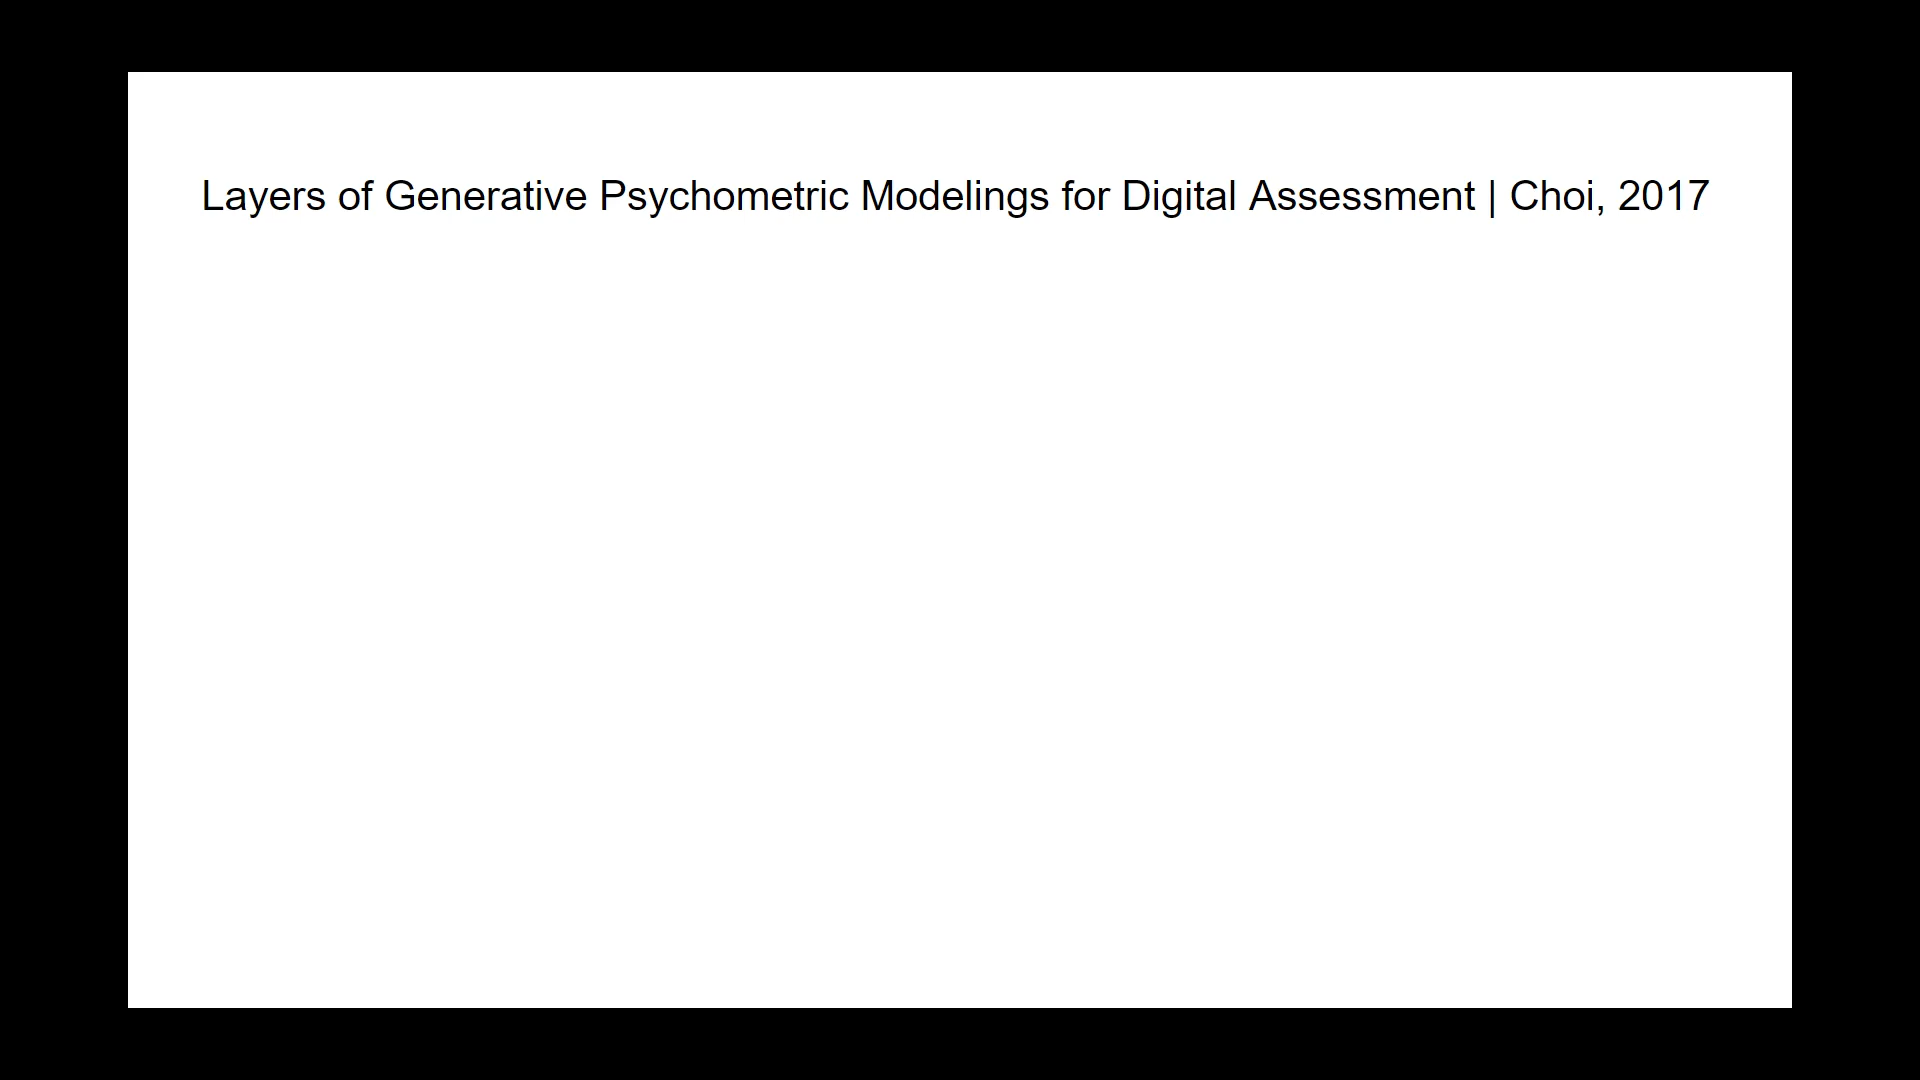 Layers of Generative Psychometric Modelings for Digital Assessment | Choi, 2017